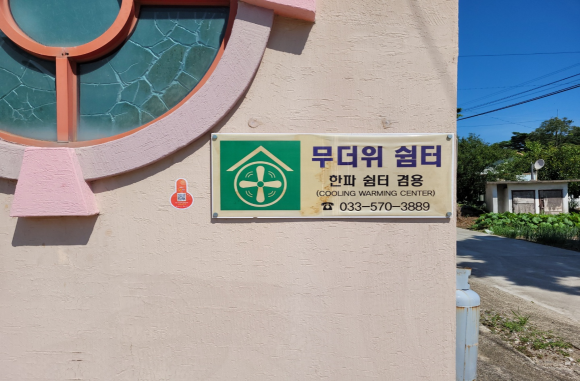 무더위 쉼터
한파 쉼터 겸용
(COOLING WARMING CENTER)
☎ 033-570-3889